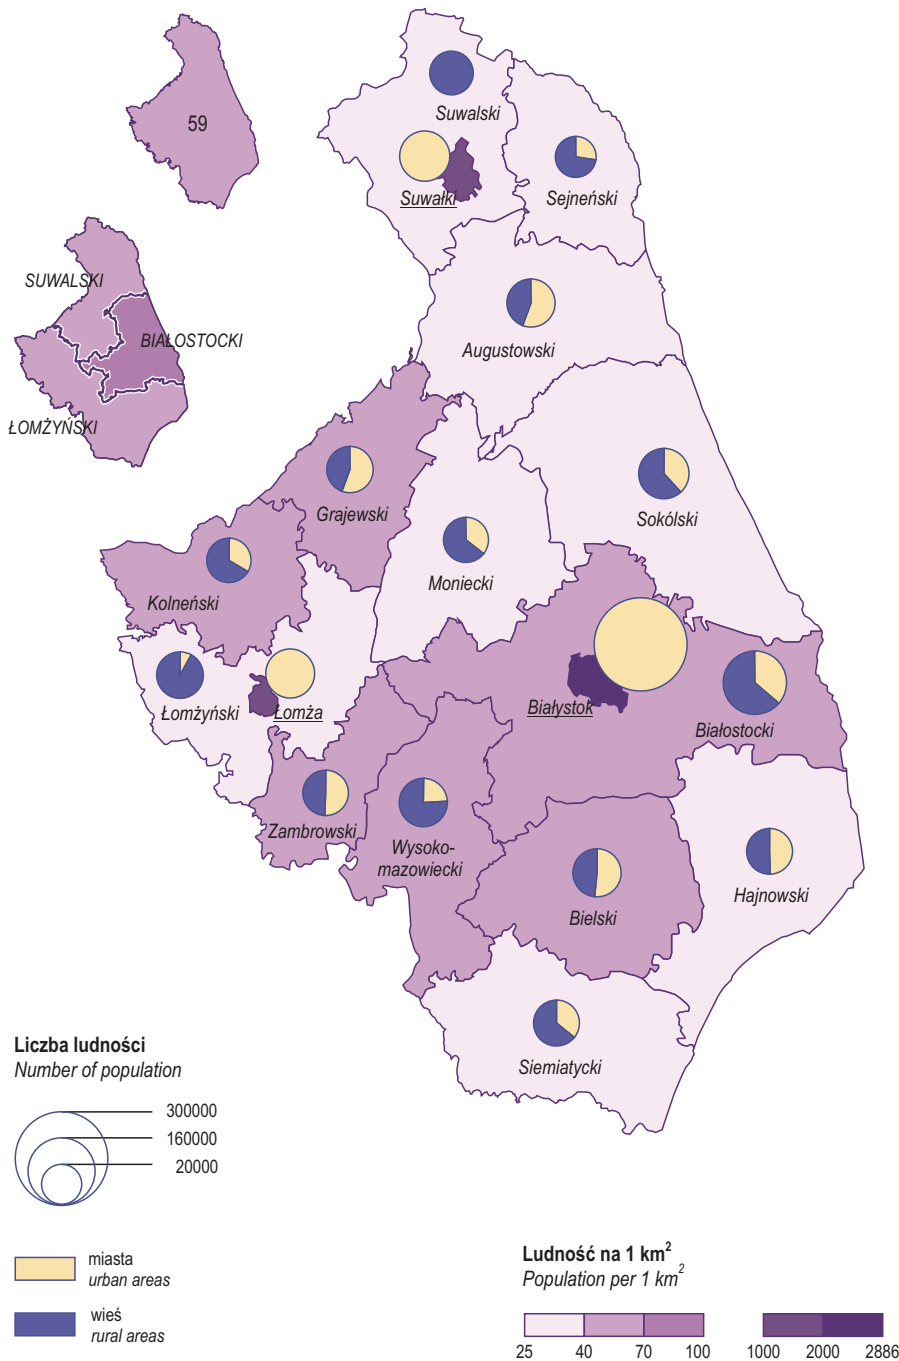 59
SUWALSKI
BIAŁOSTOCKI
ŁOMŻYŃSKI
Suwalski
Suwałki
Sejneński
Augustowski
Grajewski
Sokólski
Moniecki
Kolneński
Łomżyński
Łomża
Białystok
Białostocki
Zambrowski
Wysoko-
mazowiecki
Bielski
Hajnowski
Siemiatycki
Liczba ludności
Number of population
300000
160000
20000
miasta
urban areas
wieś
rural areas
Ludność na 1 km²
Population per 1 km²
25 40 70 100 1000 2000 2886